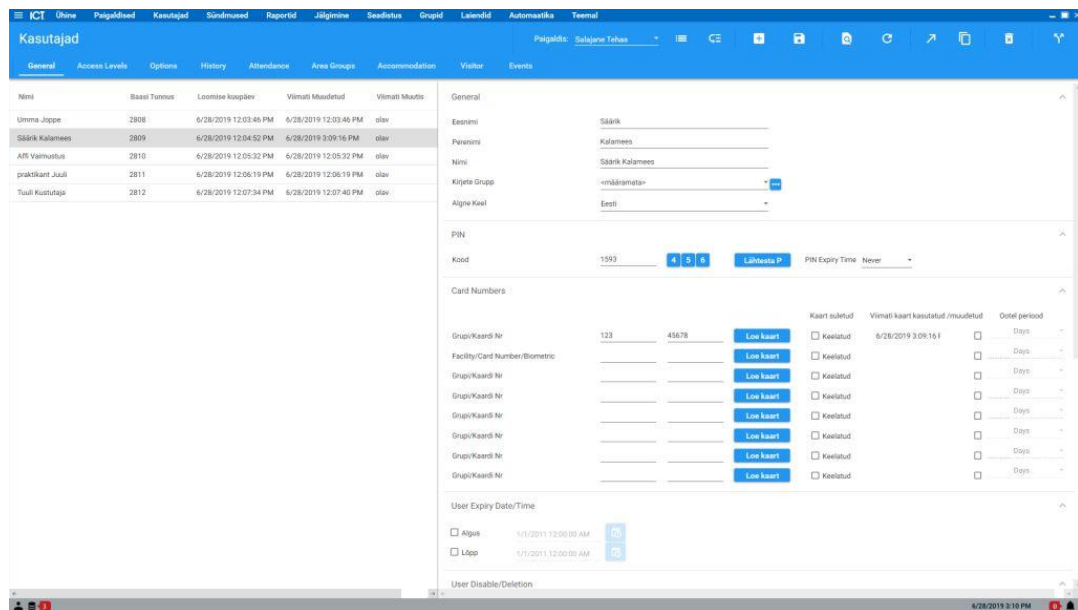 ICT Ühine Paigaldised Kasutajad Sündmused Raportid Jälgimine Seadistus Grupid Laiendid Automaatika Teemal
Kasutajad Paigaldis: Salajane Tehas
General Access Levels Options History Attendance Area Groups Accommodation Visitor Events
Nimi Baasi Tunnus Loomise kuupäev Viimati Muudetud Viimati Muutis
Umma Joppe 2808 6/28/2019 12:03:46 PM 6/28/2019 12:03:46 PM olav
Säärik Kalamees 2809 6/28/2019 12:04:52 PM 6/28/2019 3:09:16 PM olav
Affi Vaimustus 2810 6/28/2019 12:05:32 PM 6/28/2019 12:05:32 PM olav
praktikant Juuli 2811 6/28/2019 12:06:19 PM 6/28/2019 12:06:19 PM olav
Tuuli Kustutaja 2812 6/28/2019 12:07:34 PM 6/28/2019 12:07:40 PM olav
General
Eesnimi Säärik
Perenimi Kalamees
Nimi Säärik Kalamees
Kirjete Grupp <määramata>
Algne Keel Eesti
PIN
Kood 1593 4 5 6 Lähtesta P PIN Expiry Time Never
Card Numbers
Kaart suletud Viimati kaart kasutatud /muudetud Ootel periood
Grupi/Kaardi Nr 123 45678 Loe kaart Keelatud 6/28/2019 3:09:16 P Days
Facility/Card Number/Biometric Loe kaart Keelatud Days
Grupi/Kaardi Nr Loe kaart Keelatud Days
Grupi/Kaardi Nr Loe kaart Keelatud Days
Grupi/Kaardi Nr Loe kaart Keelatud Days
Grupi/Kaardi Nr Loe kaart Keelatud Days
Grupi/Kaardi Nr Loe kaart Keelatud Days
Grupi/Kaardi Nr Loe kaart Keelatud Days
User Expiry Date/Time
Algus 1/1/2011 12:00:00 AM
Lõpp 1/1/2011 12:00:00 AM
User Disable/Deletion
3 6/28/2019 3:10 PM 0